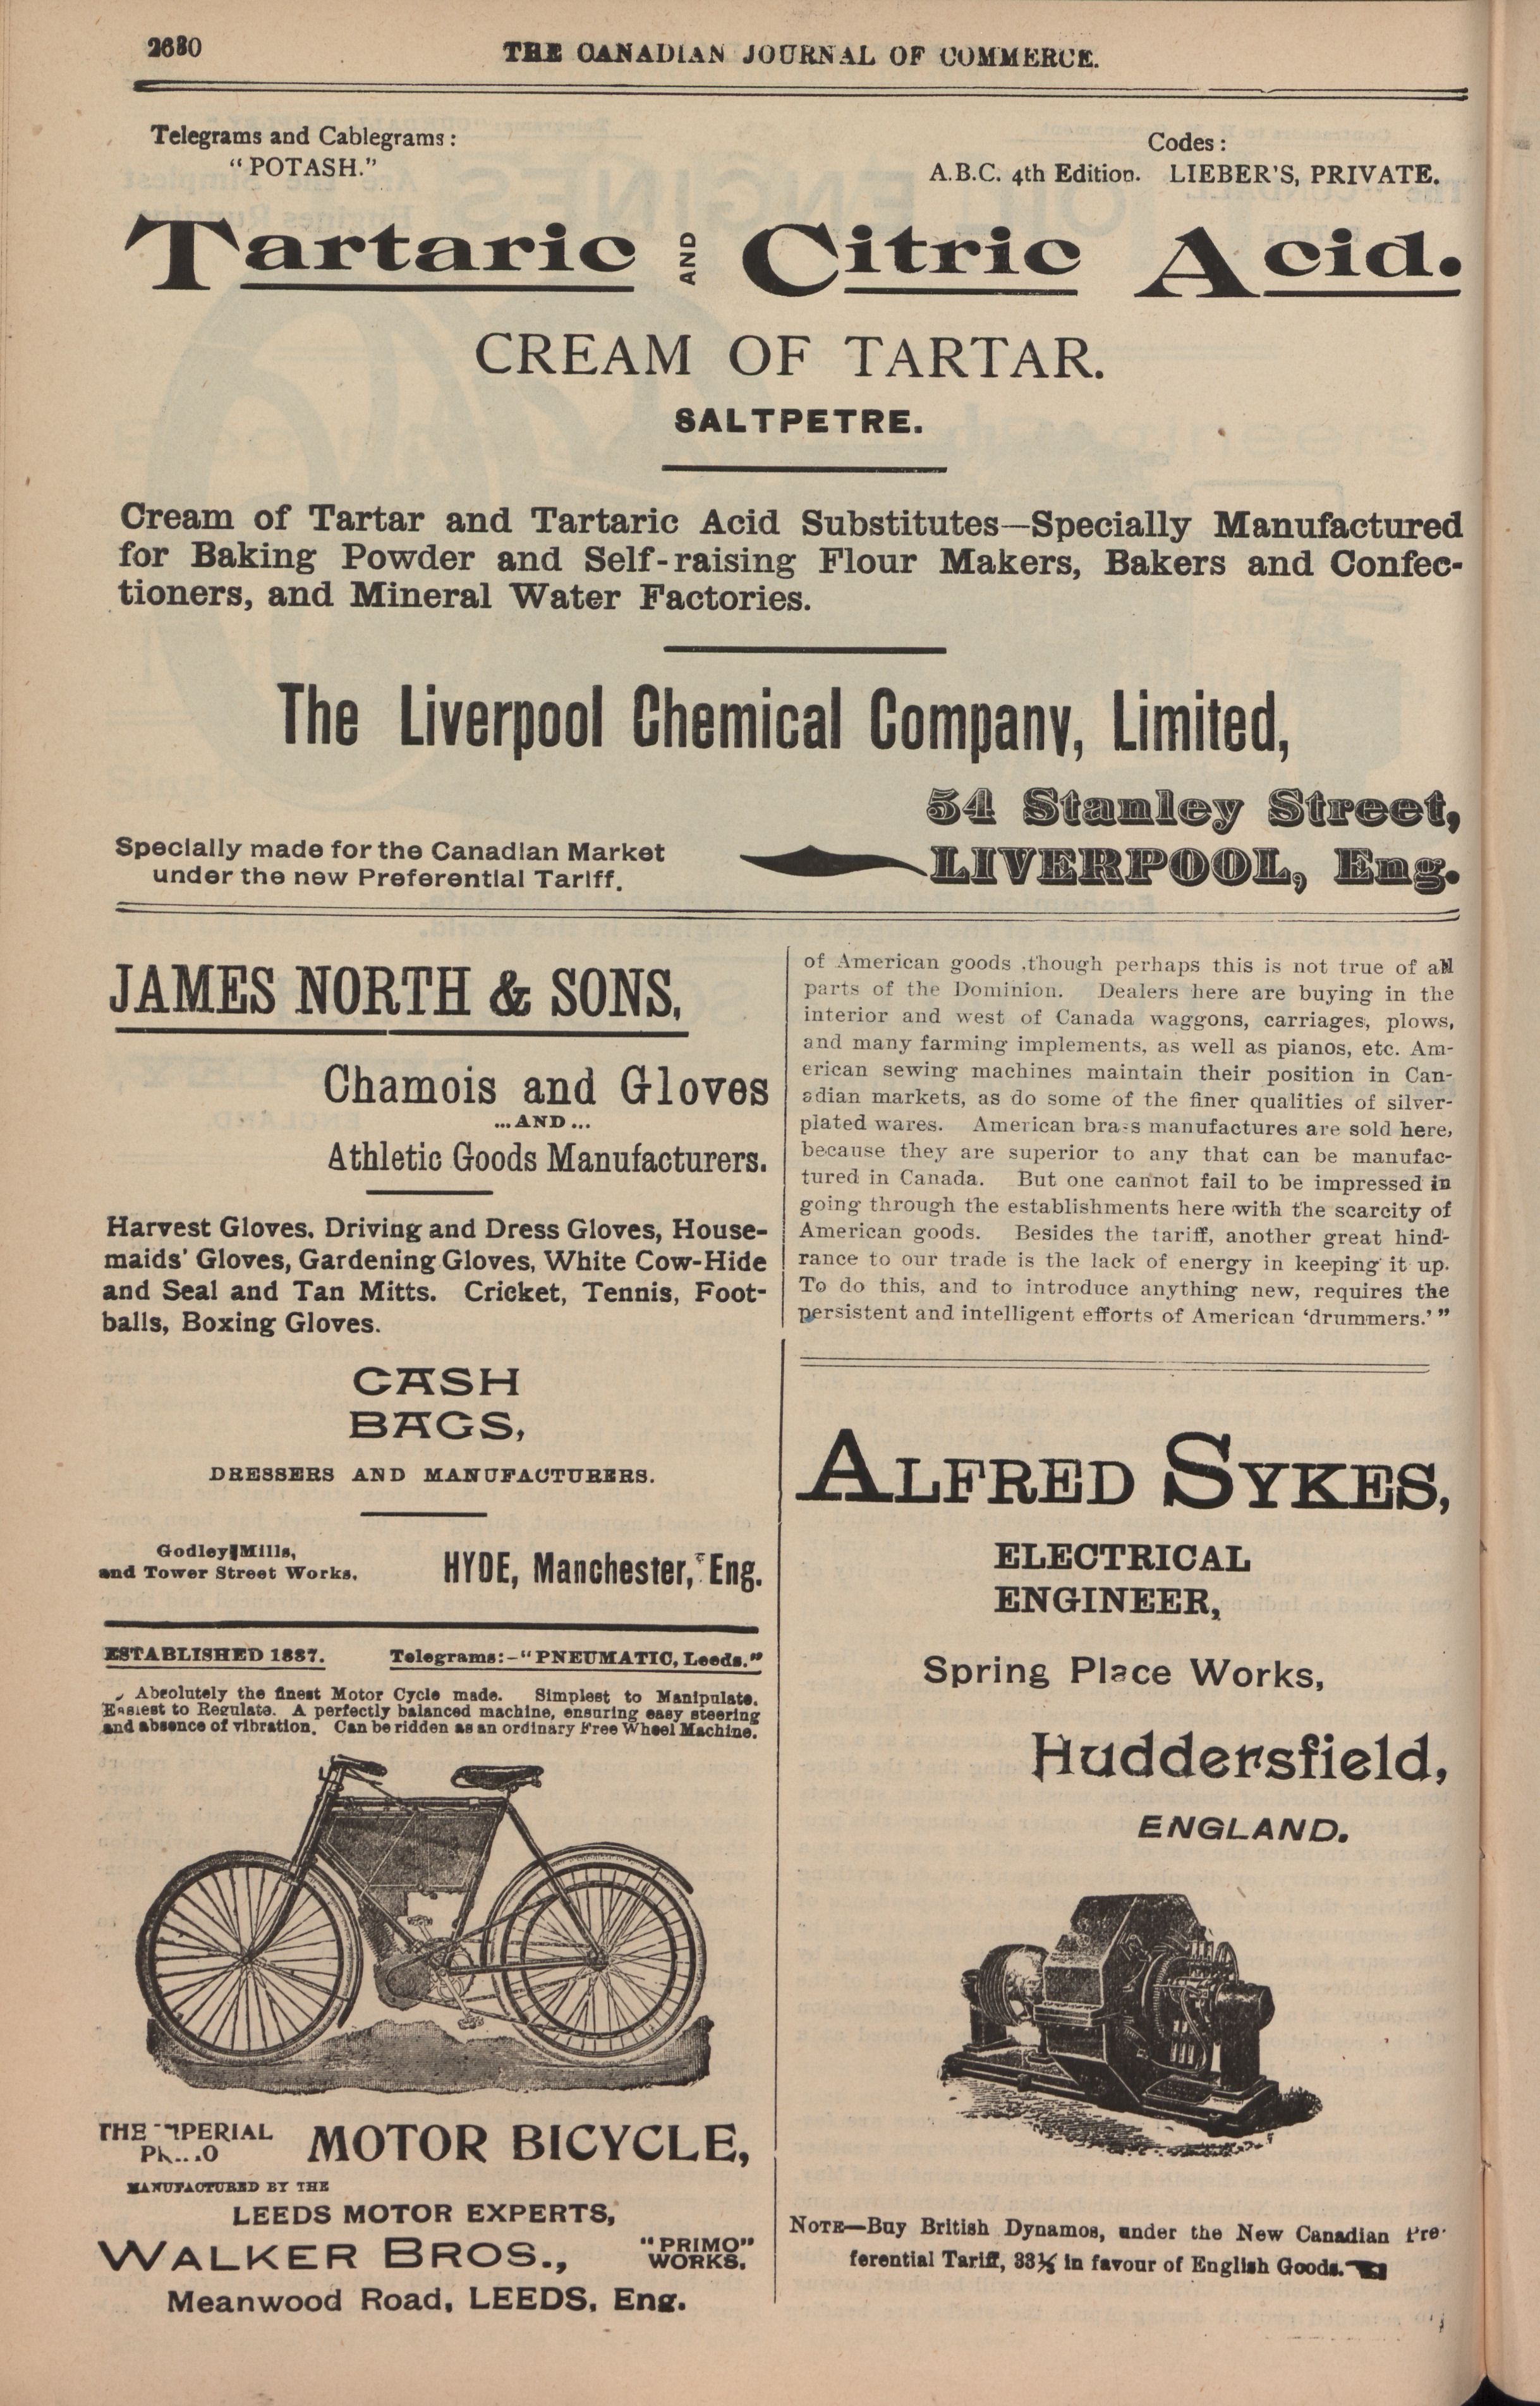 2630
THE CANADIAN JOURNAL OF COMMERCE.
Telegrams and Cablegrams:
"POTASH."
Codes:
A.B.C. 4th Edition. LIEBER'S, PRIVATE.
Tartaric AND Citric Acid.
CREAM OF TARTAR.
SALTPETRE.
Cream of Tartar and Tartaric Acid Substitutes—Specially Manufactured
for Baking Powder and Self-raising Flour Makers, Bakers and Confec-
tioners, and Mineral Water Factories.
The Liverpool Chemical Company, Limited,
54 Stanley Street,
LIVERPOOL, Eng.
Specially made for the Canadian Market
under the new Preferential Tariff.
JAMES NORTH & SONS,
Chamois and Gloves
...AND...
Athletic Goods Manufacturers.
Harvest Gloves, Driving and Dress Gloves, House-
maids' Gloves, Gardening Gloves, White Cow-Hide
and Seal and Tan Mitts. Cricket, Tennis, Foot-
balls, Boxing Gloves.
CASH
BAGS,
DRESSERS AND MANUFACTURERS.
Godley Mills,
and Tower Street Works.
HYDE, Manchester, Eng.
ESTABLISHED 1887. Telegrams:-"PNEUMATIC, Leeds."
Absolutely the finest Motor Cycle made. Simplest to Manipulate.
Easiest to Regulate. A perfectly balanced machine, ensuring easy steering
and absence of vibration. Can be ridden as an ordinary Free Wheel Machine.
THE IMPERIAL
MOTOR BICYCLE,
MANUFACTURED BY THE
LEEDS MOTOR EXPERTS,
WALKER BROS., "PRIMO"
WORKS.
Meanwood Road, LEEDS, Eng.
of American goods ,though perhaps this is not true of all
parts of the Dominion. Dealers here are buying in the
interior and west of Canada waggons, carriages, plows,
and many farming implements, as well as pianos, etc. Am-
erican sewing machines maintain their position in Can-
adian markets, as do some of the finer qualities of silver-
plated wares. American brass manufactures are sold here,
because they are superior to any that can be manufac-
tured in Canada. But one cannot fail to be impressed in
going through the establishments here with the scarcity of
American goods. Besides the tariff, another great hind-
rance to our trade is the lack of energy in keeping it up.
To do this, and to introduce anything new, requires the
persistent and intelligent efforts of American 'drummers.'"
ALFRED SYKES,
ELECTRICAL
ENGINEER,
Spring Place Works,
Huddersfield,
ENGLAND.
NOTE—Buy British Dynamos, under the New Canadian Pre-
ferential Tariff, 33⅓ in favour of English Goods.